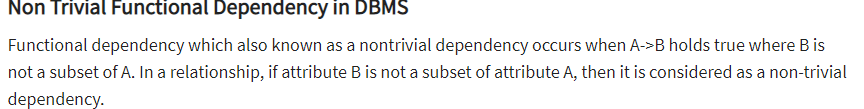 Non Trivial Functional Dependency in DBMS
Functional dependency which also known as a nontrivial dependency occurs when A->B holds true where B is
not a subset of A. In a relationship, if attribute B is not a subset of attribute A, then it is considered as a non-trivial
dependency.